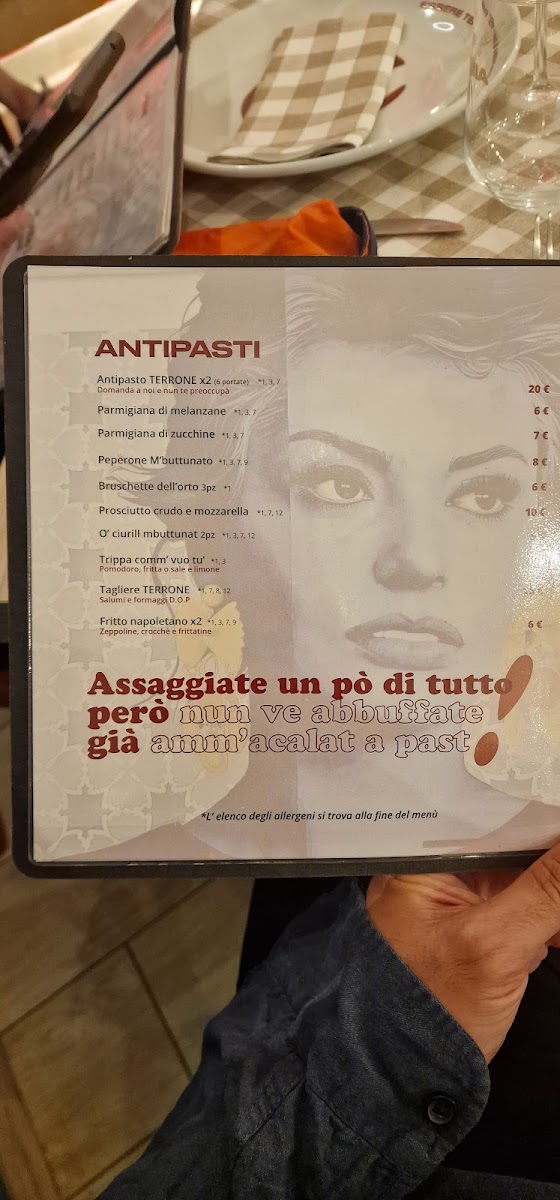 ANTIPASTI
Antipasto TERRONE x2 (6 portate) *1, 3, 7 20 €
Domanda a noi e nun te preoccupà
Parmigiana di melanzane *1, 3, 7 6 €
Parmigiana di zucchine *1, 3, 7 7 €
Peperone M'buttunato *1, 3, 7, 9 8 €
Bruschette dell'orto 3pz *1 6 €
Prosciutto crudo e mozzarella *1, 7, 12 10 €
O' ciurill mbuttunat 2pz *1, 3, 7, 12
Trippa comm' vuo tu' *1, 3
Pomodoro, fritta o sale e limone
Tagliere TERRONE *1, 7, 8, 12
Salumi e formaggi D.O.P
Fritto napoletano x2 *1, 3, 7, 9 6 €
Zeppoline, crocchè e frittatine
Assaggiate un pò di tutto
però nun ve abbuffate
già amm'acalat a past !
*L' elenco degli allergeni si trova alla fine del menù